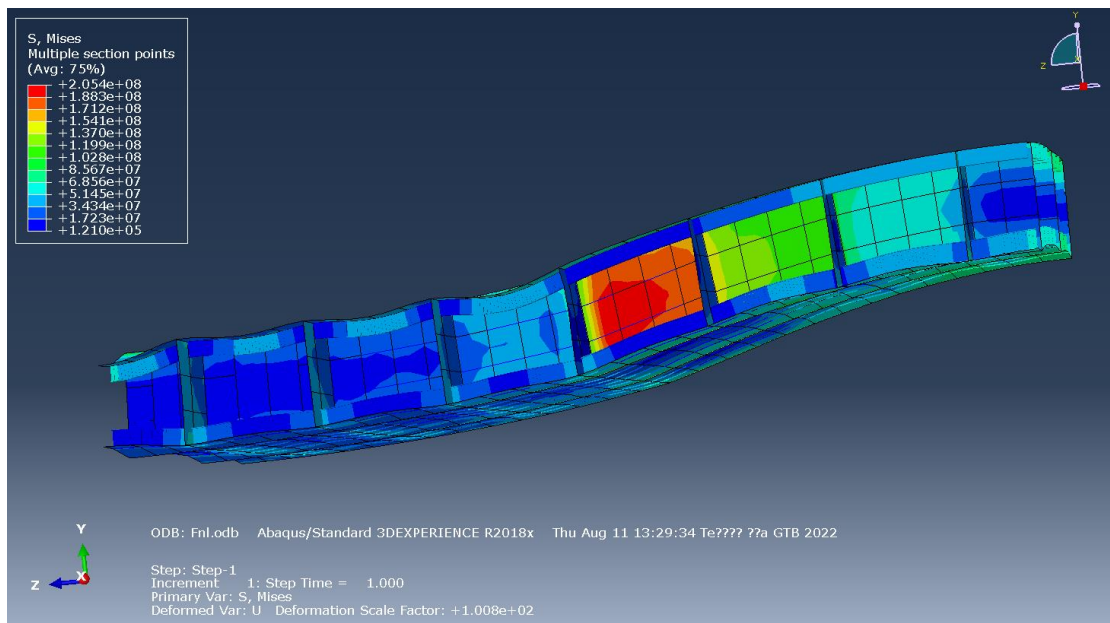 S, Mises
Multiple section points
(Avg: 75%)
+2.054e+08
+1.883e+08
+1.712e+08
+1.541e+08
+1.370e+08
+1.199e+08
+1.028e+08
+8.567e+07
+6.856e+07
+5.145e+07
+3.434e+07
+1.723e+07
+1.210e+05
Y
Z
X
Y
Z
X
ODB: Fnl.odb Abaqus/Standard 3DEXPERIENCE R2018x Thu Aug 11 13:29:34 Te???? ??a GTB 2022
Step: Step-1
Increment 1: Step Time = 1.000
Primary Var: S, Mises
Deformed Var: U Deformation Scale Factor: +1.008e+02